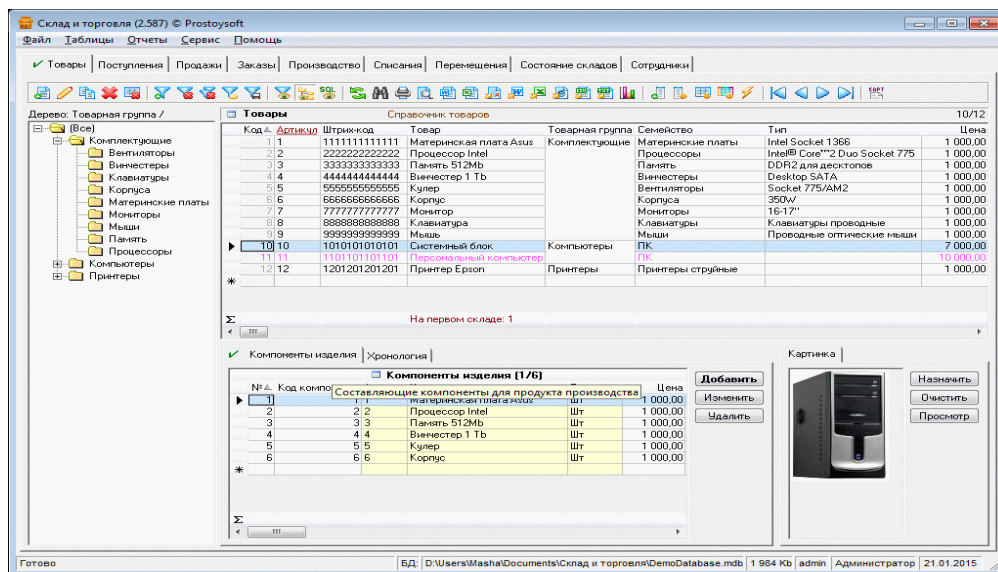 Склад и торговля (2.587) © Prostoysoft
Файл Таблицы Отчеты Сервис Помощь
Товары Поступления Продажи Заказы Производство Списания Перемещения Состояние складов Сотрудники
SQL
Дерево: Товарная группа /
Товары Справочник товаров 10/12
(Все)
Комплектующие
Вентиляторы
Винчестеры
Клавиатуры
Корпуса
Материнские платы
Мониторы
Мыши
Память
Процессоры
Компьютеры
Принтеры
Код Артикул Штрих-код Товар Товарная группа Семейство Тип Цена
1 1 1111111111111 Материнская плата Asus Комплектующие Материнские платы Intel Socket 1366 1 000,00
2 2 2222222222222 Процессор Intel Процессоры Intel® Core™2 Duo Socket 775 1 000,00
3 3 3333333333333 Память 512Mb Память DDR2 для десктопов 1 000,00
4 4 4444444444444 Винчестер 1 Tb Винчестеры Desktop SATA 1 000,00
5 5 5555555555555 Кулер Вентиляторы Socket 775/AM2 1 000,00
6 6 6666666666666 Корпус Корпуса 350W 1 000,00
7 7 7777777777777 Монитор Мониторы 16-17" 1 000,00
8 8 8888888888888 Клавиатура Клавиатуры Клавиатуры проводные 1 000,00
9 9 9999999999999 Мышь Мыши Проводные оптические мыши 1 000,00
10 10 1010101010101 Системный блок Компьютеры ПК 7 000,00
11 11 1101101101101 Персональный компьютер ПК 10 000,00
12 12 1201201201201 Принтер Epson Принтеры Принтеры струйные 1 000,00
Σ На первом складе: 1
Компоненты изделия Хронология
Картинка
Компоненты изделия (1/6)
№ Код компо Цена
Составляющие компоненты для продукта производства
1 1 1 Материнская плата Asus Шт 1 000,00
2 2 2 Процессор Intel Шт 1 000,00
3 3 3 Память 512Mb Шт 1 000,00
4 4 4 Винчестер 1 Tb Шт 1 000,00
5 5 5 Кулер Шт 1 000,00
6 6 6 Корпус Шт 1 000,00
Σ
Добавить
Изменить
Удалить
Назначить
Очистить
Просмотр
Готово БД: D:\Users\Masha\Documents\Склад и торговля\DemoDatabase.mdb 1 984 Kb admin Администратор 21.01.2015